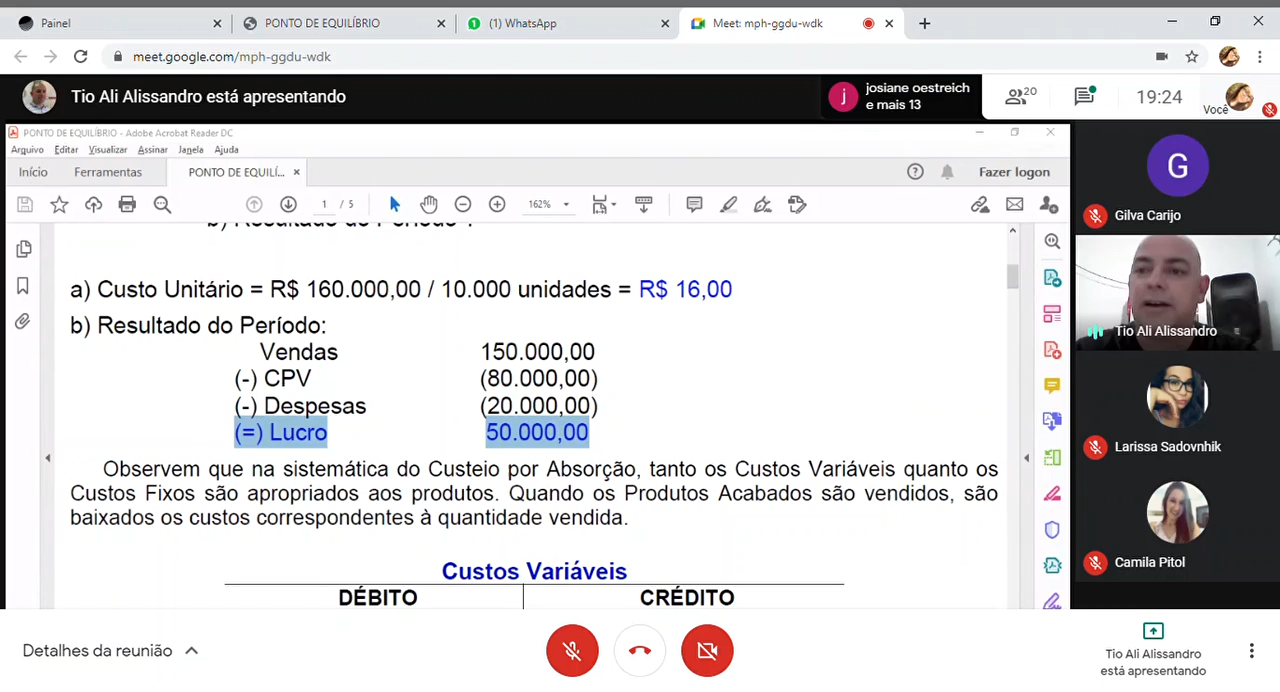 Painel
PONTO DE EQUILÍBRIO
1
(1) WhatsApp
Meet: mph-ggdu-wdk
meet.google.com/mph-ggdu-wdk
Tio Ali Alissandro está apresentando
j
josiane oestreich
e mais 13
20
19:24
Você
PONTO DE EQUILÍBRIO - Adobe Acrobat Reader DC
Arquivo Editar Visualizar Assinar Janela Ajuda
Início
Ferramentas
PONTO DE EQUILÍ...
Fazer logon
1 / 5
162%
b) Resultado do Período .
a) Custo Unitário = R$ 160.000,00 / 10.000 unidades = R$ 16,00
b) Resultado do Período:
Vendas 150.000,00
(-) CPV (80.000,00)
(-) Despesas (20.000,00)
(=) Lucro 50.000,00
Observem que na sistemática do Custeio por Absorção, tanto os Custos Variáveis quanto os
Custos Fixos são apropriados aos produtos. Quando os Produtos Acabados são vendidos, são
baixados os custos correspondentes à quantidade vendida.
Custos Variáveis
DÉBITO CRÉDITO
G
Gilva Carijo
Tio Ali Alissandro
Larissa Sadovnhik
Camila Pitol
Detalhes da reunião
Tio Ali Alissandro
está apresentando